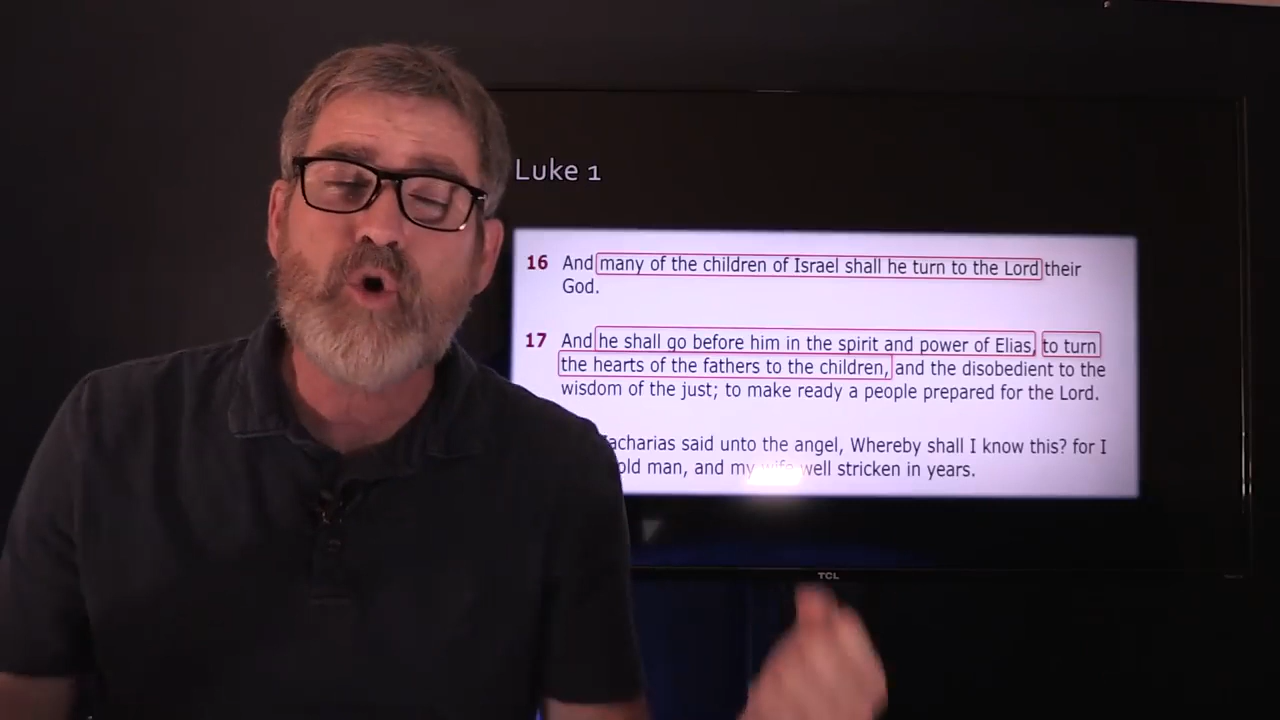 Luke 1
16 And many of the children of Israel shall he turn to the Lord their
God.
17 And he shall go before him in the spirit and power of Elias, to turn
the hearts of the fathers to the children, and the disobedient to the
wisdom of the just; to make ready a people prepared for the Lord.
said unto the angel, Whereby shall I know this? for I
old man, and my wife well stricken in years.
TCL